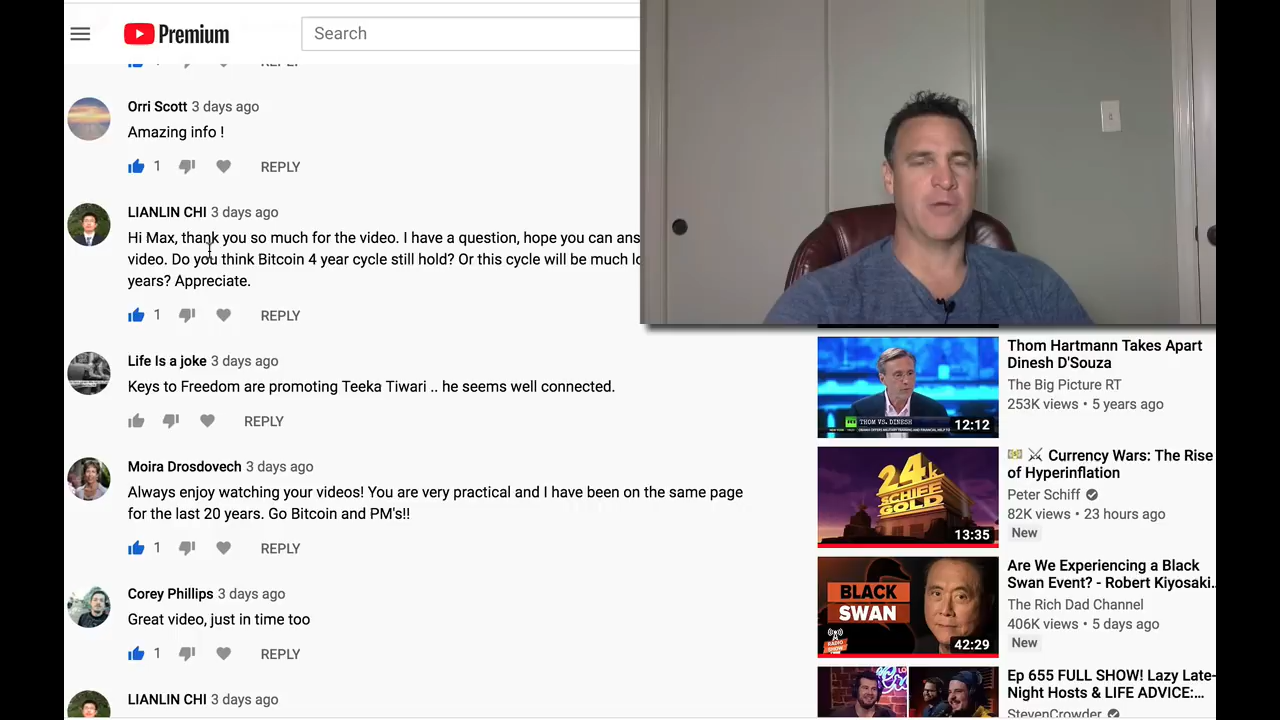 Premium
Search
REPLY
Orri Scott 3 days ago
Amazing info !
1 REPLY
LIANLIN CHI 3 days ago
Hi Max, thank you so much for the video. I have a question, hope you can ans
video. Do you think Bitcoin 4 year cycle still hold? Or this cycle will be much lo
years? Appreciate.
1 REPLY
Life Is a joke 3 days ago
Keys to Freedom are promoting Teeka Tiwari .. he seems well connected.
REPLY
Moira Drosdovech 3 days ago
Always enjoy watching your videos! You are very practical and I have been on the same page
for the last 20 years. Go Bitcoin and PM's!!
1 REPLY
Corey Phillips 3 days ago
Great video, just in time too
1 REPLY
LIANLIN CHI 3 days ago
THOM VS. DINESH
12:12
Thom Hartmann Takes Apart
Dinesh D'Souza
The Big Picture RT
253K views • 5 years ago
24K
SCHIFF
GOLD
13:35
Currency Wars: The Rise
of Hyperinflation
Peter Schiff
82K views • 23 hours ago
New
BLACK
SWAN
42:29
Are We Experiencing a Black
Swan Event? - Robert Kiyosaki..
The Rich Dad Channel
406K views • 5 days ago
New
Ep 655 FULL SHOW! Lazy Late-
Night Hosts & LIFE ADVICE:...
StevenCrowder